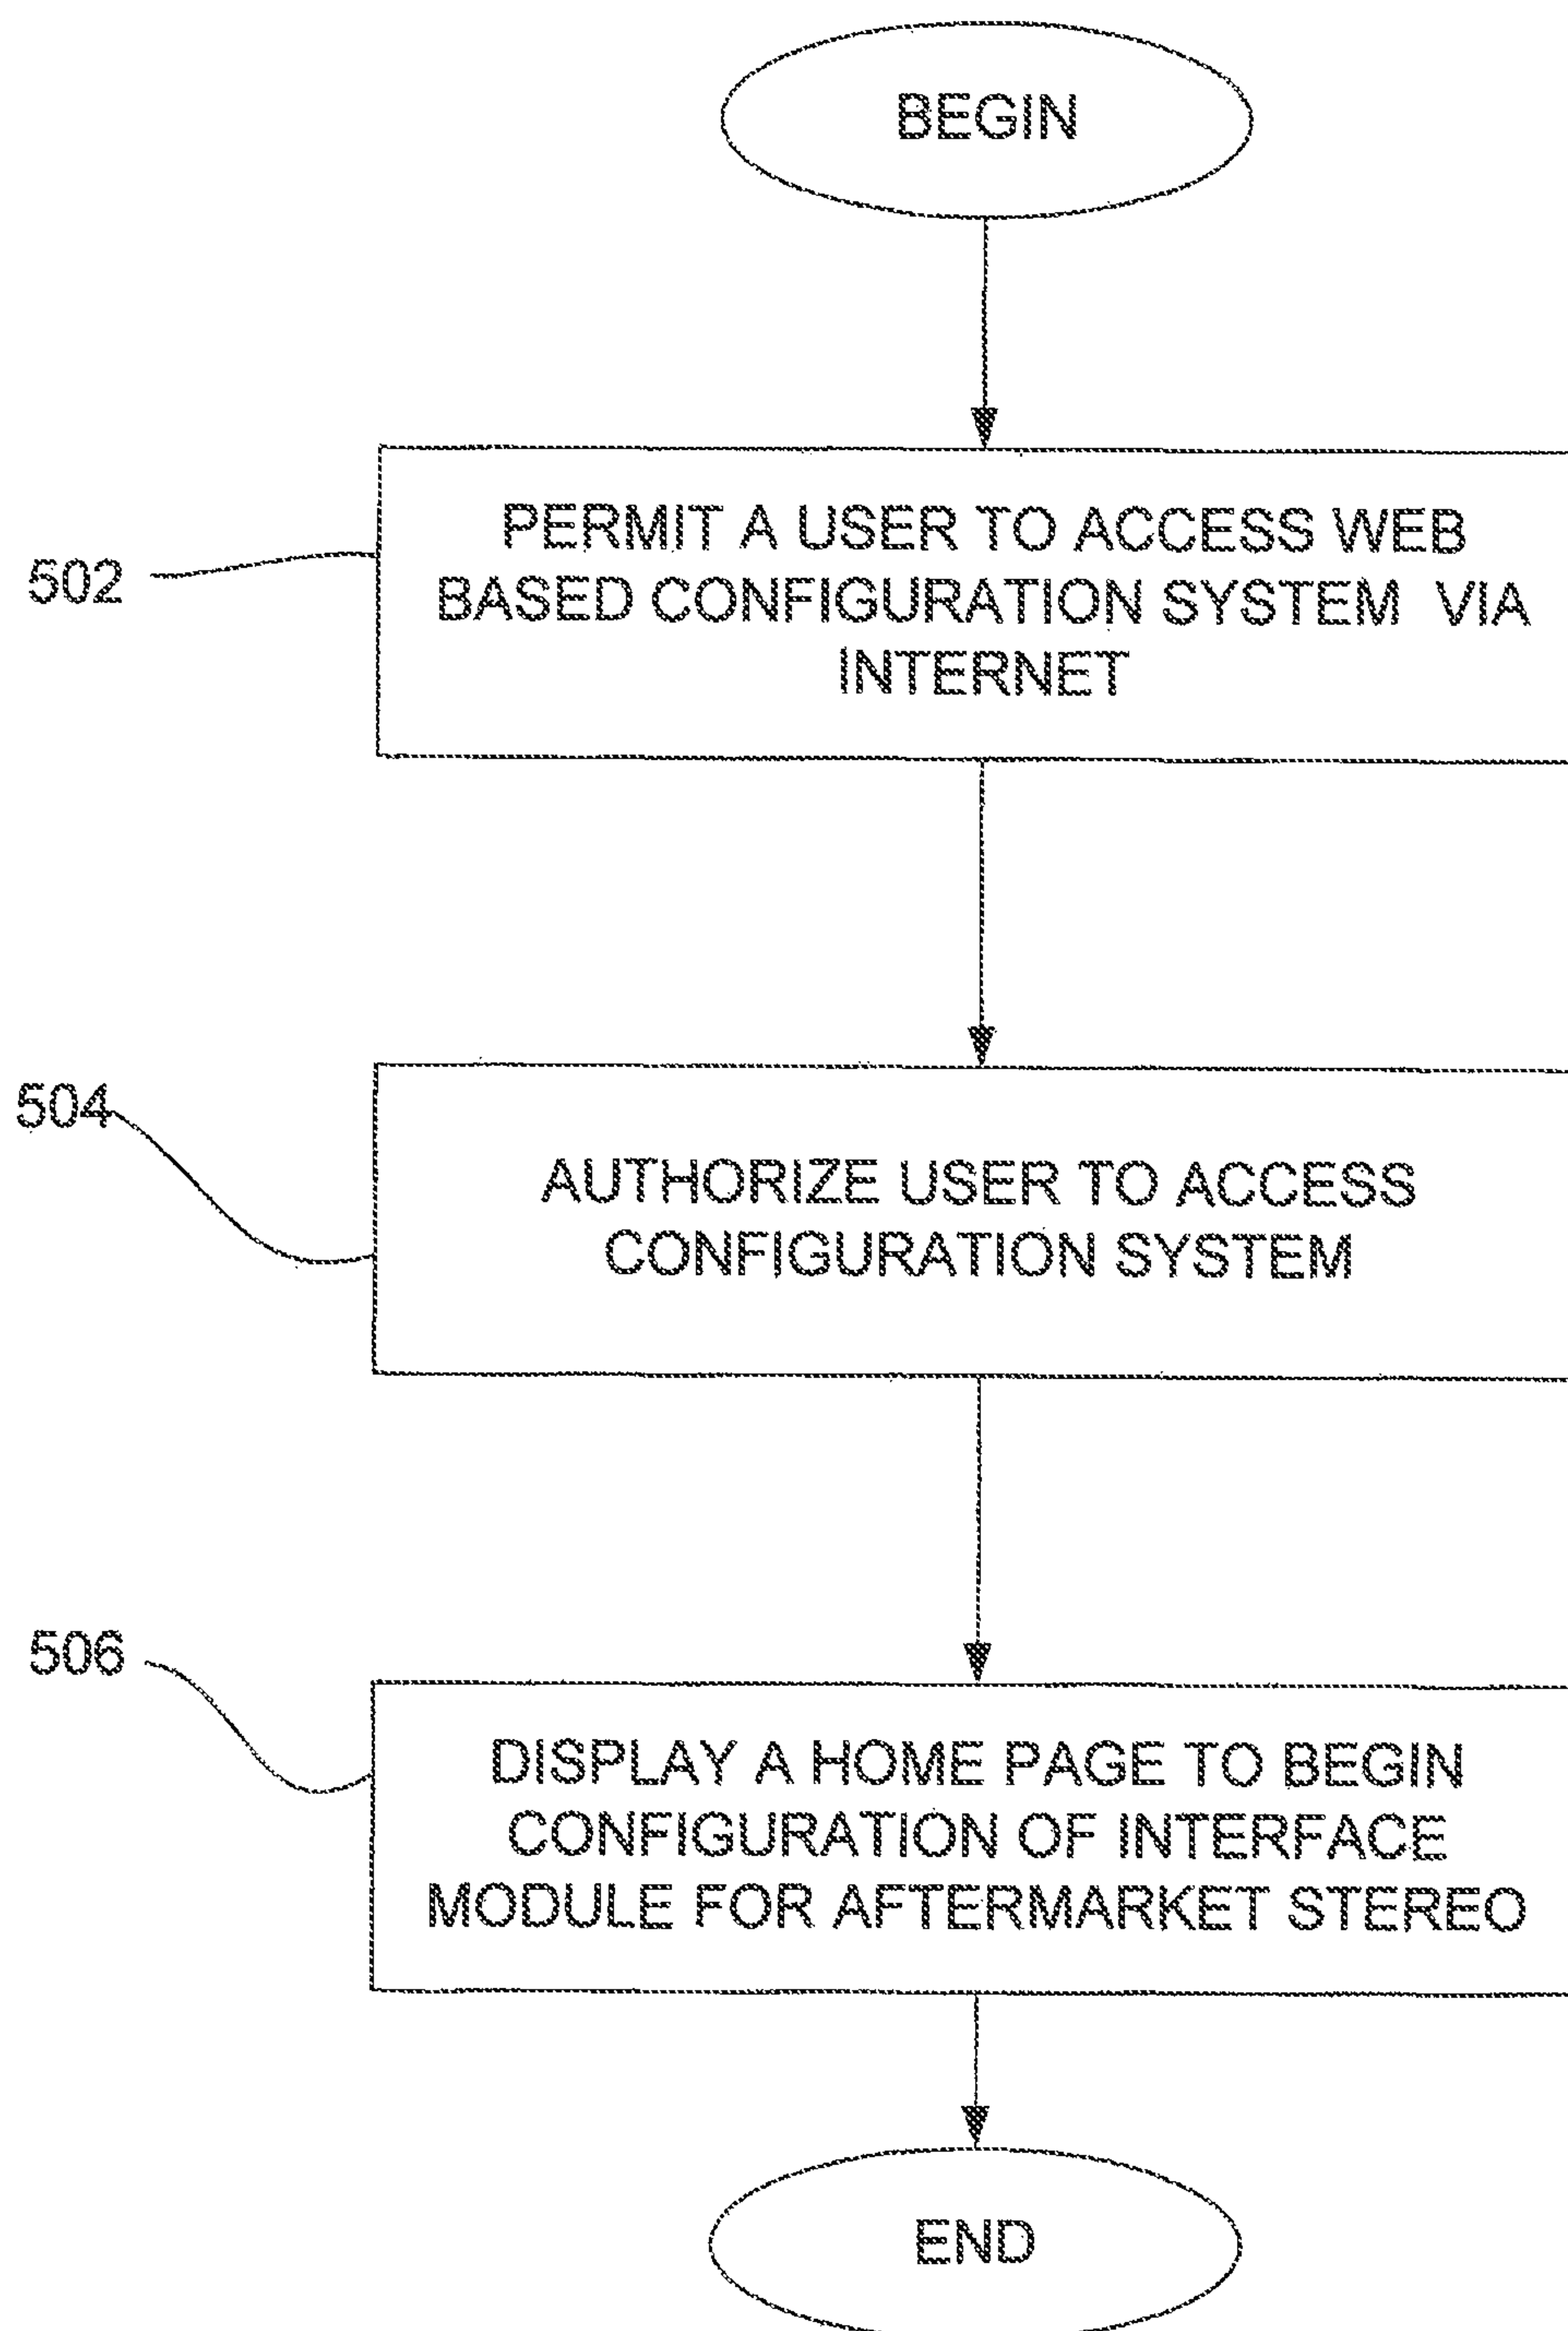 BEGIN
502
PERMIT A USER TO ACCESS WEB
BASED CONFIGURATION SYSTEM VIA
INTERNET
504
AUTHORIZE USER TO ACCESS
CONFIGURATION SYSTEM
506
DISPLAY A HOME PAGE TO BEGIN
CONFIGURATION OF INTERFACE
MODULE FOR AFTERMARKET STEREO
END